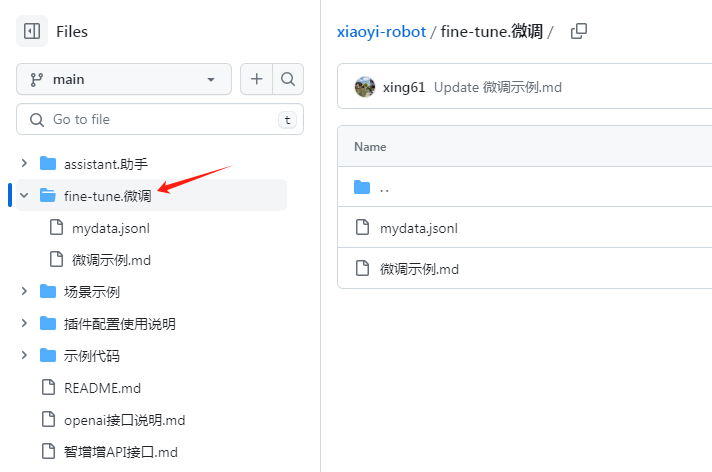 Files
main
Go to file
t
assistant.助手
fine-tune.微调
mydata.jsonl
微调示例.md
场景示例
插件配置使用说明
示例代码
README.md
openai接口说明.md
智增增API接口.md
xiaoyi-robot / fine-tune.微调 /
xing61 Update 微调示例.md
Name
..
mydata.jsonl
微调示例.md